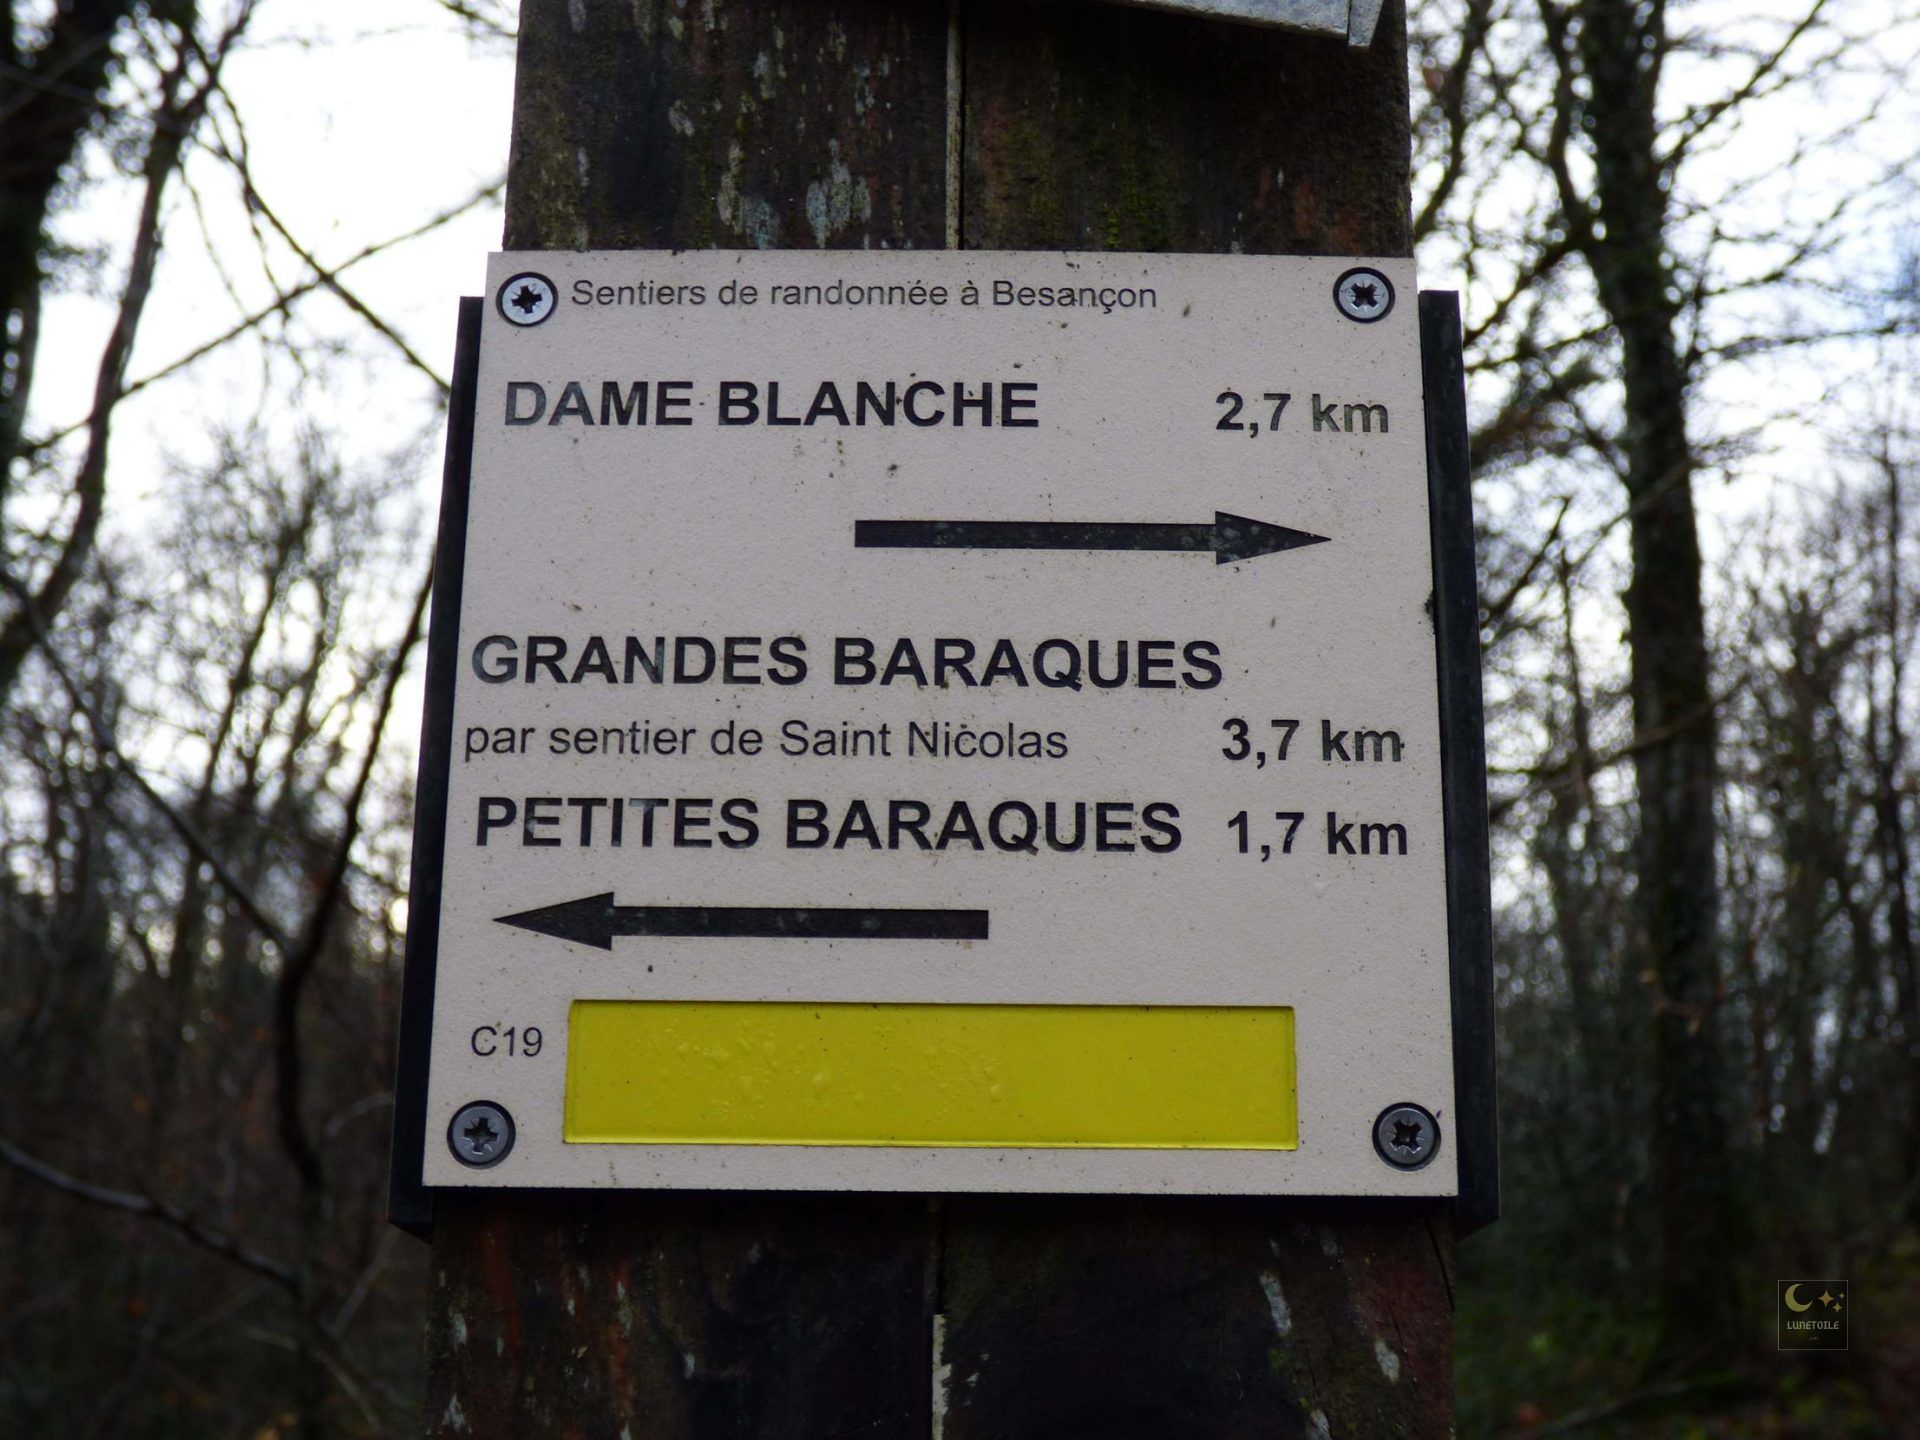 Sentiers de randonnée à Besançon
DAME BLANCHE 2,7 km
GRANDES BARAQUES
par sentier de Saint Nicolas 3,7 km
PETITES BARAQUES 1,7 km
C19
LUNETOILE